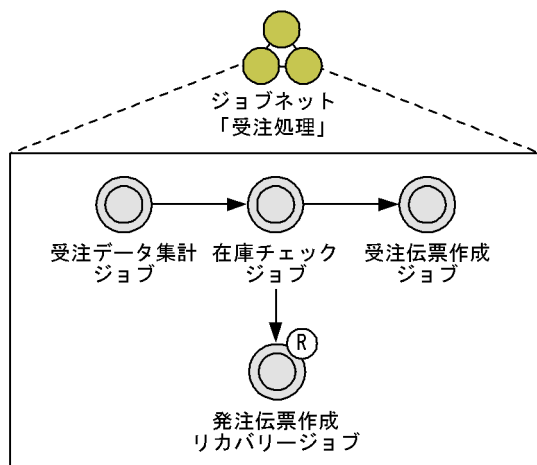 ジョブネット
「受注処理」
受注データ集計
ジョブ
在庫チェック
ジョブ
受注伝票作成
ジョブ
R
発注伝票作成
リカバリージョブ